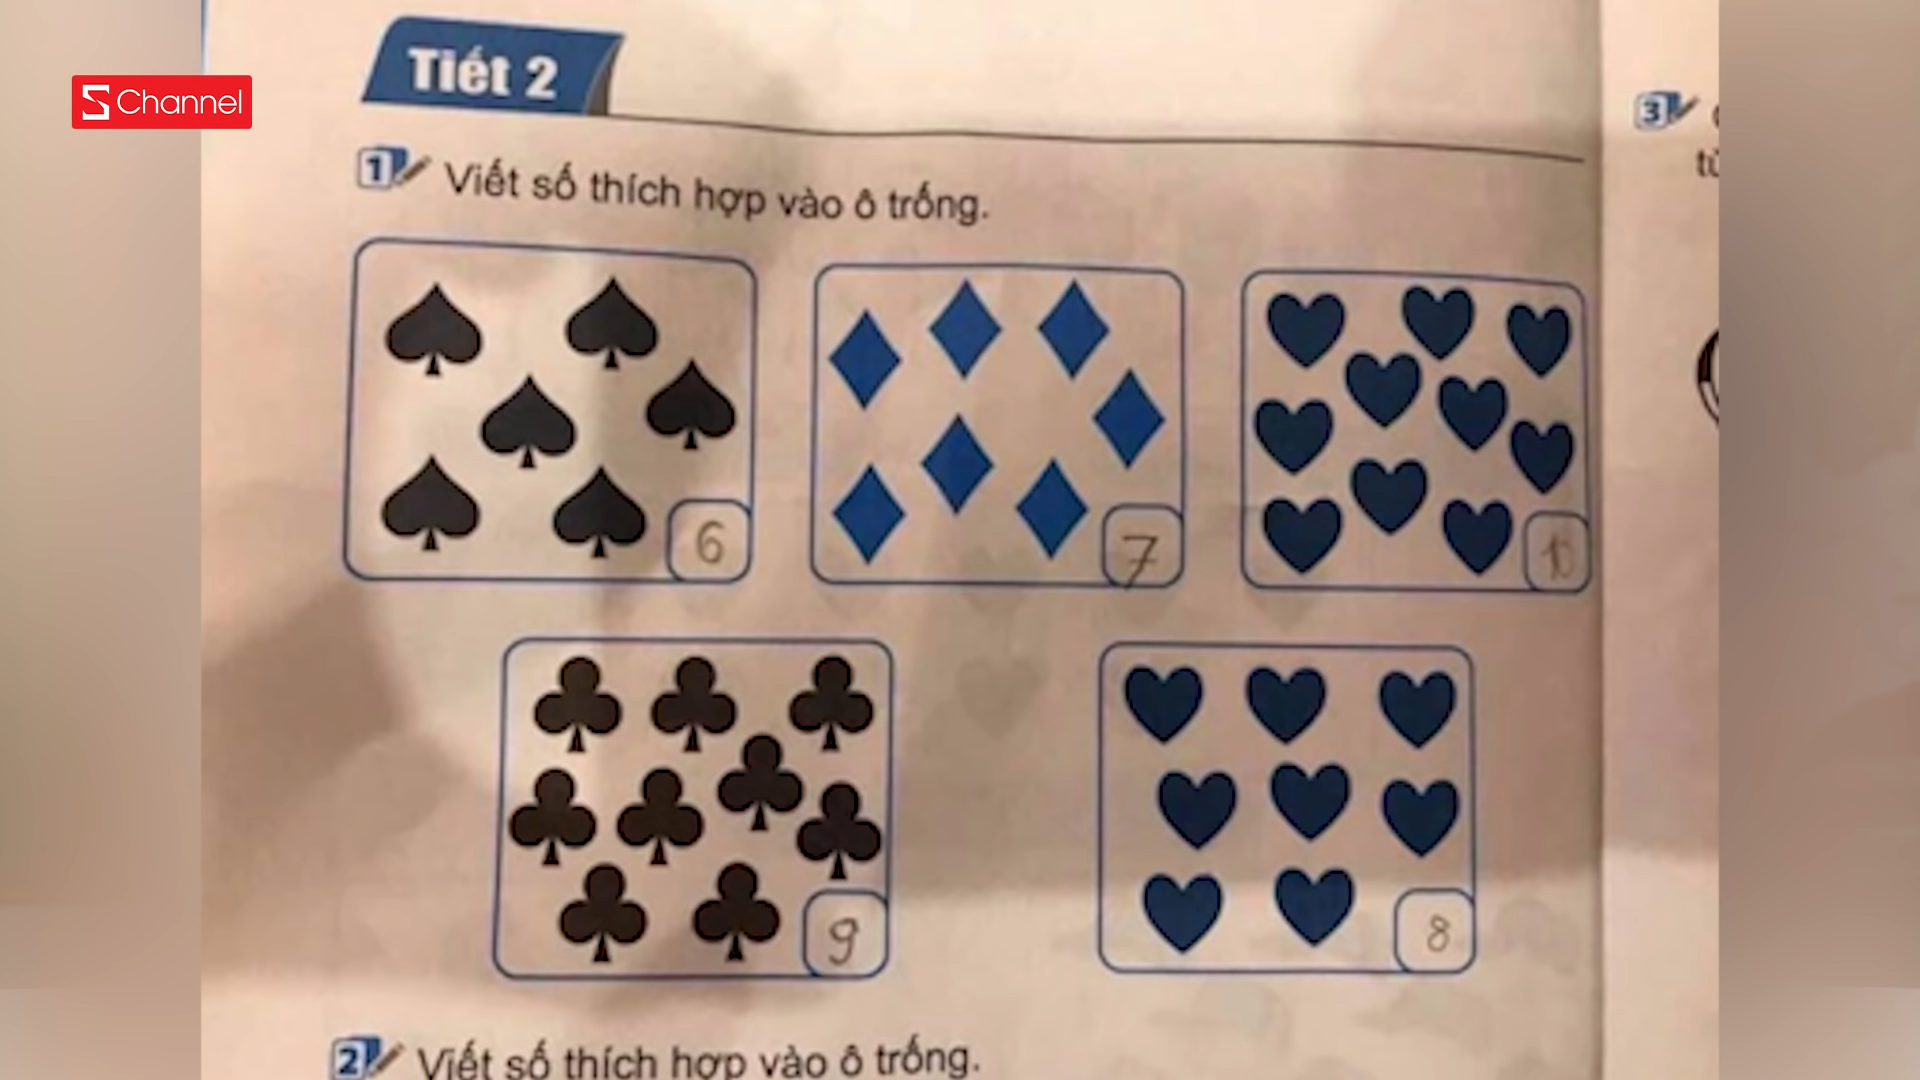 S Channel
Tiết 2
1 Viết số thích hợp vào ô trống.
3
6
7
10
9
8
2 Viết số thích hợp vào ô trống.